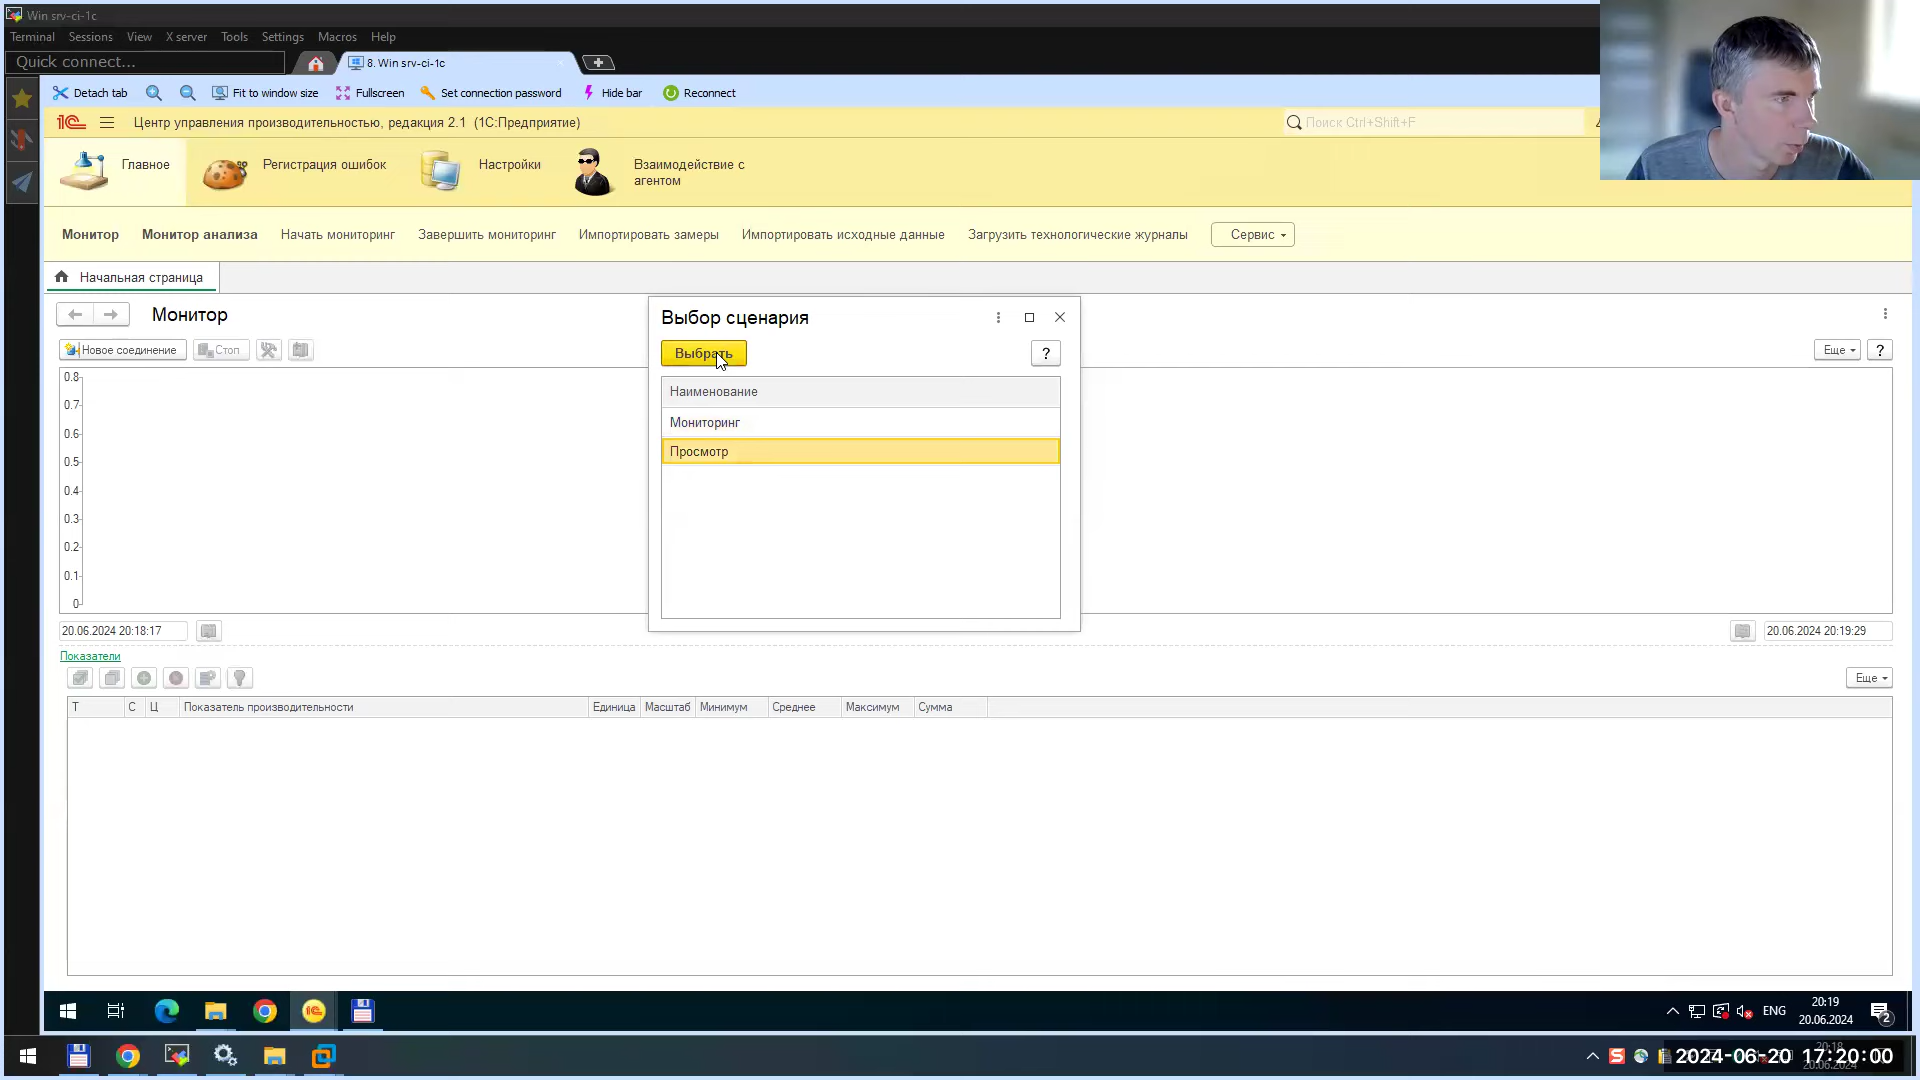 Win srv-ci-1c
Terminal Sessions View X server Tools Settings Macros Help
Quick connect...
8. Win srv-ci-1c
Detach tab Fit to window size Fullscreen Set connection password Hide bar Reconnect
1С Центр управления производительностью, редакция 2.1 (1С:Предприятие)
Поиск Ctrl+Shift+F
Главное Регистрация ошибок Настройки Взаимодействие с
агентом
Монитор Монитор анализа Начать мониторинг Завершить мониторинг Импортировать замеры Импортировать исходные данные Загрузить технологические журналы Сервис
Начальная страница
Монитор
Выбор сценария
Новое соединение Стоп
Выбрать ?
Еще ?
Наименование
Мониторинг
Просмотр
0.8
0.7
0.6
0.5
0.4
0.3
0.2
0.1
0
20.06.2024 20:18:17
20.06.2024 20:19:29
Показатели
Еще
Т С Ц Показатель производительности Единица Масштаб Минимум Среднее Максимум Сумма
ENG
20:19
20.06.2024
2
2024-06-20 17:20:00